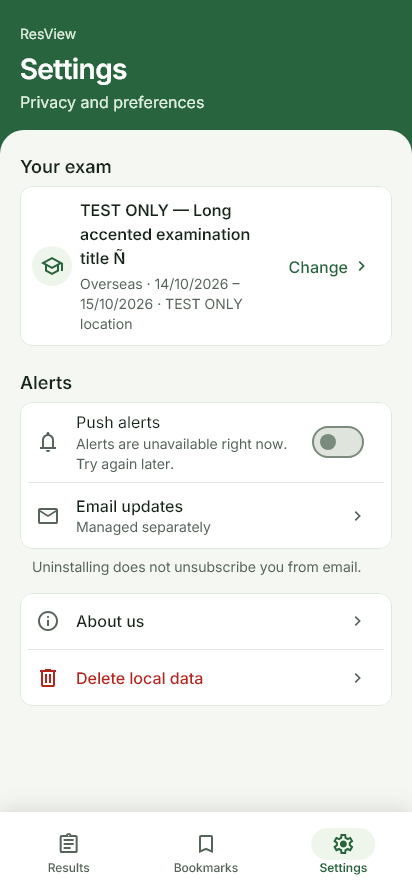 ResView
Settings
Privacy and preferences
Your exam
TEST ONLY — Long
accented examination
title Ñ
Overseas · 14/10/2026 –
15/10/2026 · TEST ONLY
location
Change
Alerts
Push alerts
Alerts are unavailable right now.
Try again later.
Email updates
Managed separately
Uninstalling does not unsubscribe you from email.
About us
Delete local data
Results
Bookmarks
Settings